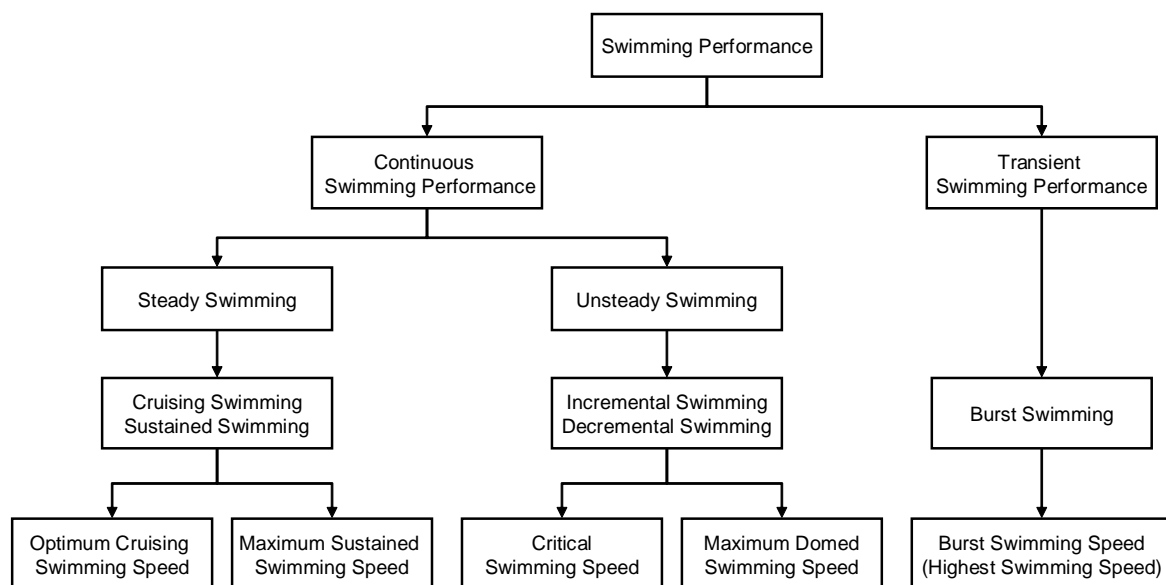 Swimming Performance
Continuous
Swimming Performance
Transient
Swimming Performance
Steady Swimming
Unsteady Swimming
Cruising Swimming
Sustained Swimming
Incremental Swimming
Decremental Swimming
Burst Swimming
Optimum Cruising
Swimming Speed
Maximum Sustained
Swimming Speed
Critical
Swimming Speed
Maximum Domed
Swimming Speed
Burst Swimming Speed
(Highest Swimming Speed)